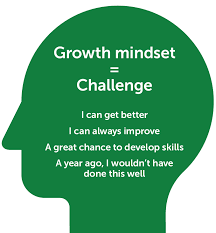 Growth mindset
=
Challenge
I can get better
I can always improve
A great chance to develop skills
A year ago, I wouldn't have
done this well